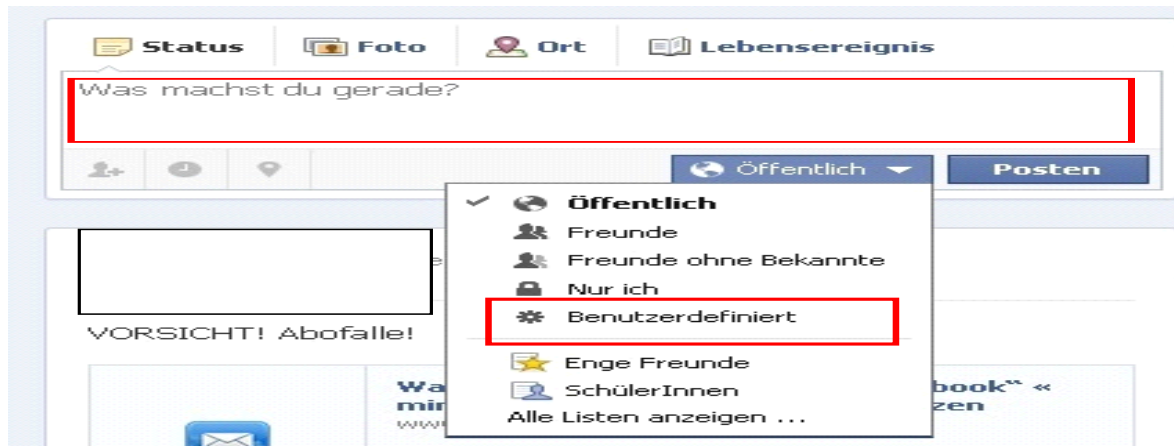 Status Foto Ort Lebensereignis
Was machst du gerade?
Öffentlich Posten
Öffentlich
Freunde
Freunde ohne Bekannte
Nur ich
Benutzerdefiniert
VORSICHT! Abofalle!
Enge Freunde
SchülerInnen
Alle Listen anzeigen ...
book“ «